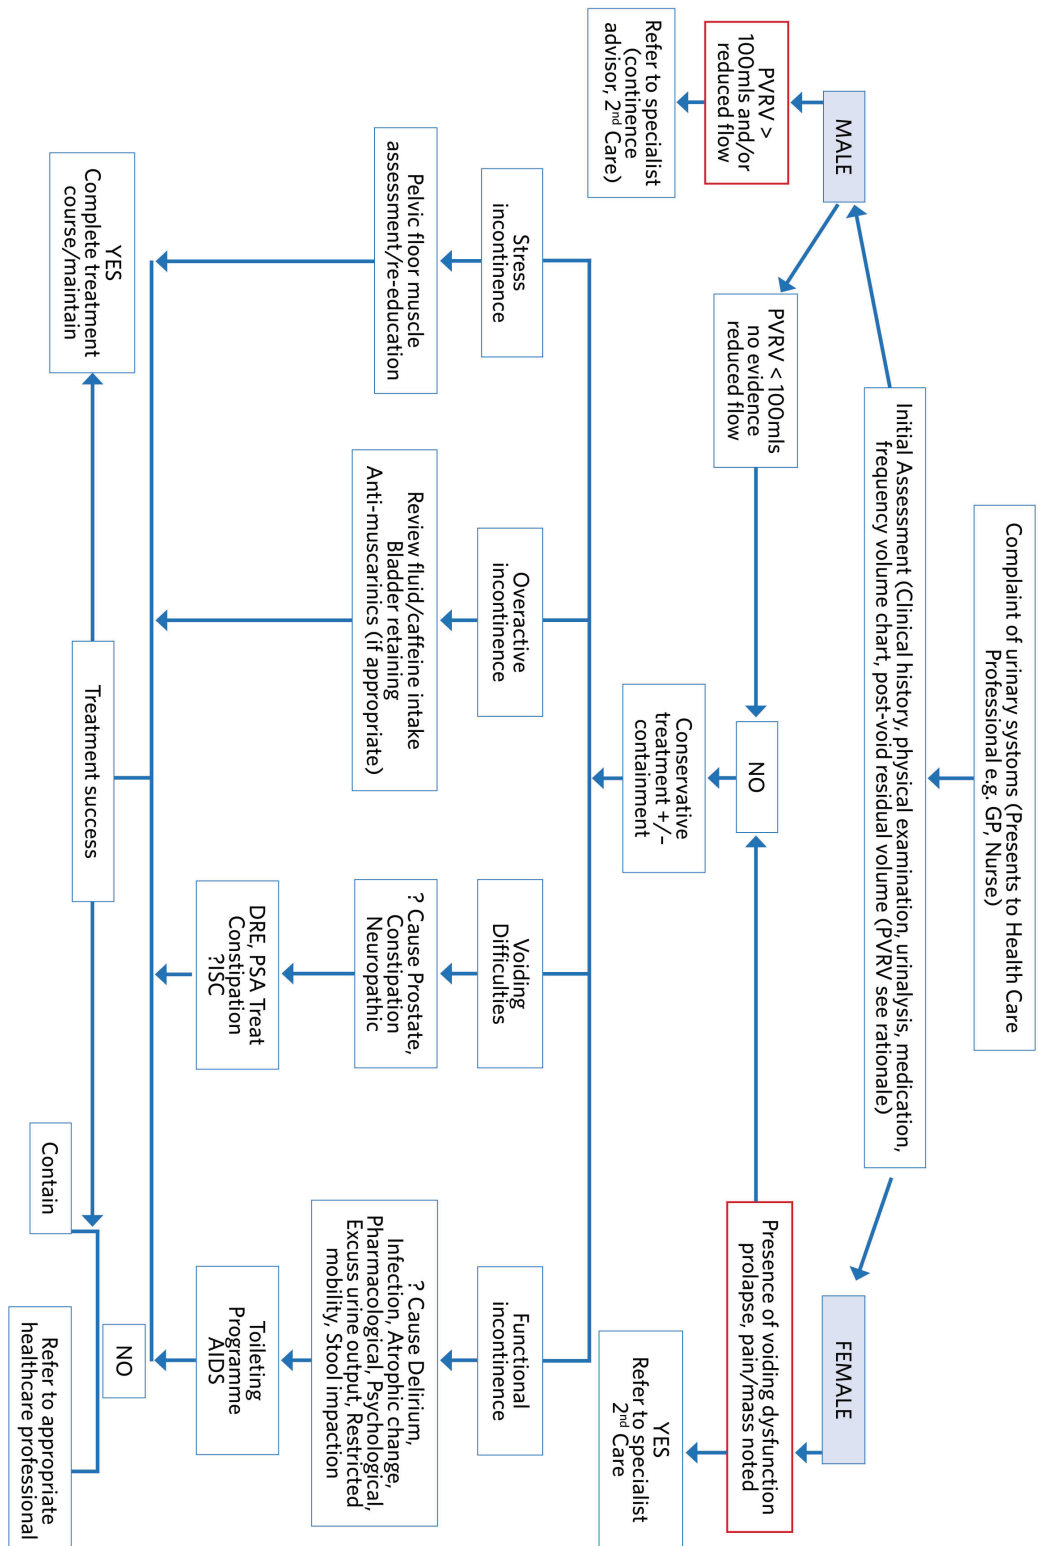 Complaint of urinary systoms (Presents to Health Care
Professional e.g. GP, Nurse)
Initial Assessment (Clinical history, physical examination, urinalysis, medication,
frequency volume chart, post-void residual volume (PVRV see rationale)
MALE
FEMALE
PVRV >
100mls and/or
reduced flow
PVRV < 100mls
no evidence
reduced flow
NO
Presence of voiding dysfunction
prolapse, pain/mass noted
Refer to specialist
(continence
advisor, 2nd Care)
Conservative
treatment +/-
containment
YES
Refer to specialist
2nd Care
Stress
incontinence
Overactive
incontinence
Voiding
Difficulties
Functional
incontinence
Pelvic floor muscle
assessment/re-education
Review fluid/caffeine intake
Bladder retaining
Anti-muscarinics (if appropriate)
? Cause Prostate,
Constipation
Neuropathic
? Cause Delirium,
Infection, Atrophic change,
Pharmacological, Psychological,
Excuss urine output, Restricted
mobility, Stool impaction
DRE, PSA Treat
Constipation
?ISC
Toileting
Programme
AIDS
YES
Complete treatment
course/maintain
Treatment success
NO
Contain
Refer to appropriate
healthcare professional